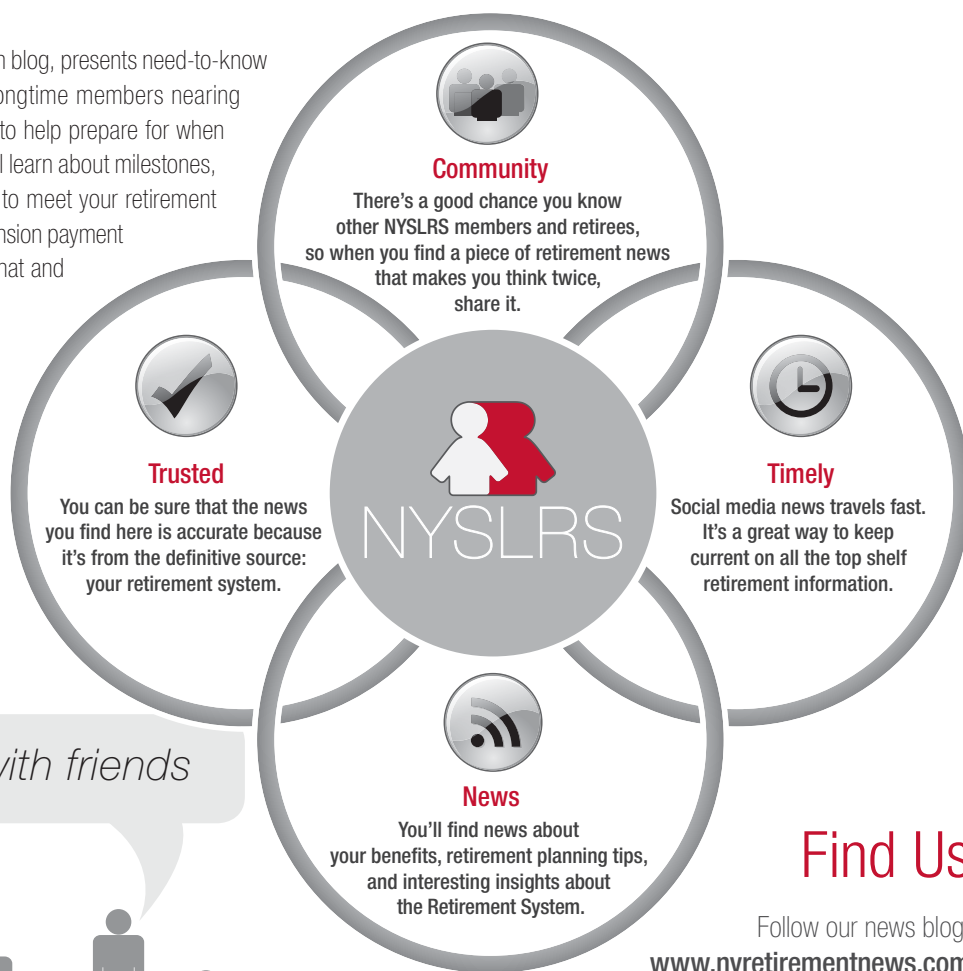 n blog, presents need-to-know
ongtime members nearing
to help prepare for when
l learn about milestones,
to meet your retirement
nsion payment
hat and
Community
There's a good chance you know
other NYSLRS members and retirees,
so when you find a piece of retirement news
that makes you think twice,
share it.
Trusted
You can be sure that the news
you find here is accurate because
it's from the definitive source:
your retirement system.
NYSLRS
Timely
Social media news travels fast.
It's a great way to keep
current on all the top shelf
retirement information.
News
You'll find news about
your benefits, retirement planning tips,
and interesting insights about
the Retirement System.
with friends
Find Us
Follow our news blog
www.nyretirementnews.com